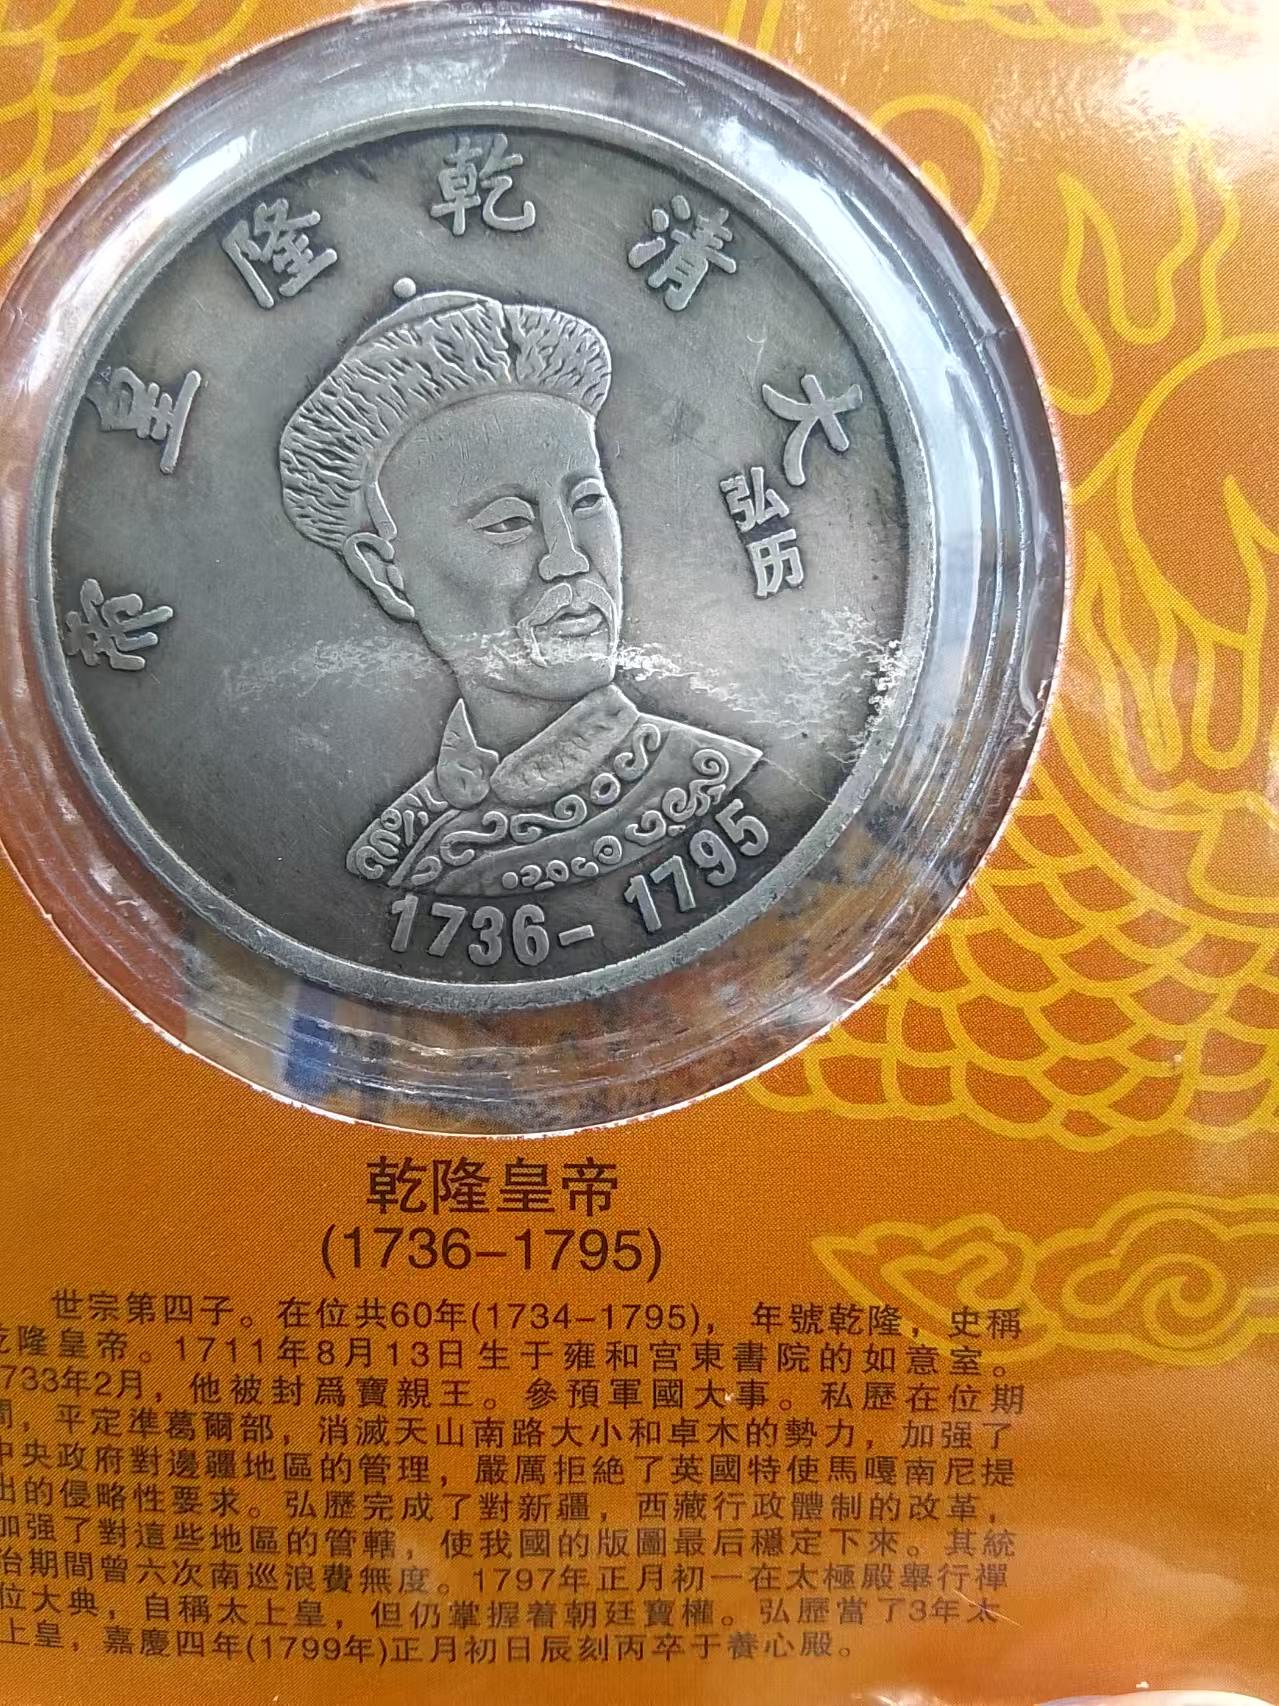 大清乾隆皇帝
弘历
1736-1795
乾隆皇帝
(1736-1795)
世宗第四子。在位共60年(1734-1795)，年號乾隆，史稱
乾隆皇帝。1711年8月13日生于雍和宮東書院的如意室。
1733年2月，他被封爲寶親王。參預軍國大事。私歷在位期
間，平定準葛爾部，消滅天山南路大小和卓木的勢力，加强了
中央政府對邊疆地區的管理，嚴厲拒絶了英國特使馬嘎南尼提
出的侵略性要求。弘歷完成了對新疆，西藏行政體制的改革，
加强了對這些地區的管轄，使我國的版圖最后穩定下來。其統
治期間曾六次南巡浪費無度。1797年正月初一在太極殿舉行禪
位大典，自稱太上皇，但仍掌握着朝廷寶權。弘歷當了3年太
上皇，嘉慶四年(1799年)正月初日辰刻丙卒于養心殿。